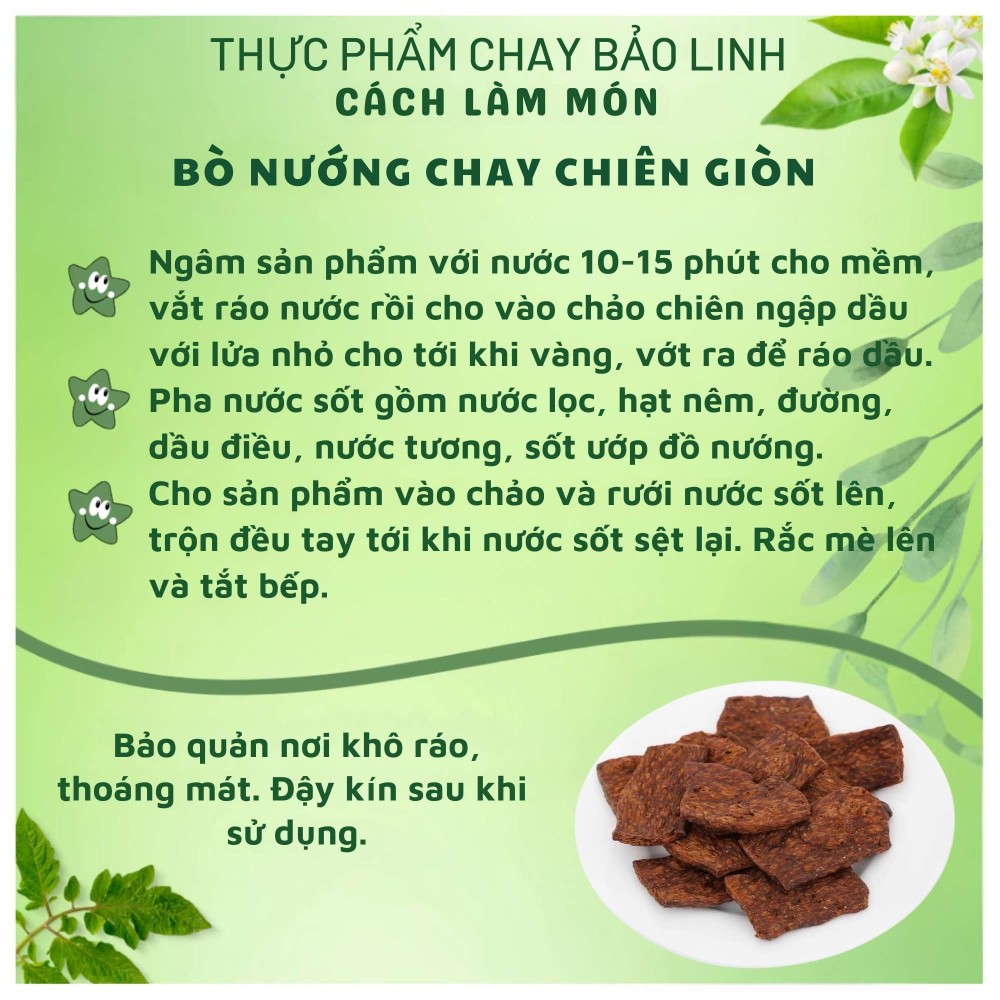 THỰC PHẨM CHAY BẢO LINH
CÁCH LÀM MÓN
BÒ NƯỚNG CHAY CHIÊN GIÒN
Ngâm sản phẩm với nước 10-15 phút cho mềm,
vắt ráo nước rồi cho vào chảo chiên ngập dầu
với lửa nhỏ cho tới khi vàng, vớt ra để ráo dầu.
Pha nước sốt gồm nước lọc, hạt nêm, đường,
dầu điều, nước tương, sốt ướp đồ nướng.
Cho sản phẩm vào chảo và rưới nước sốt lên,
trộn đều tay tới khi nước sốt sệt lại. Rắc mè lên
và tắt bếp.
Bảo quản nơi khô ráo,
thoáng mát. Đậy kín sau khi
sử dụng.